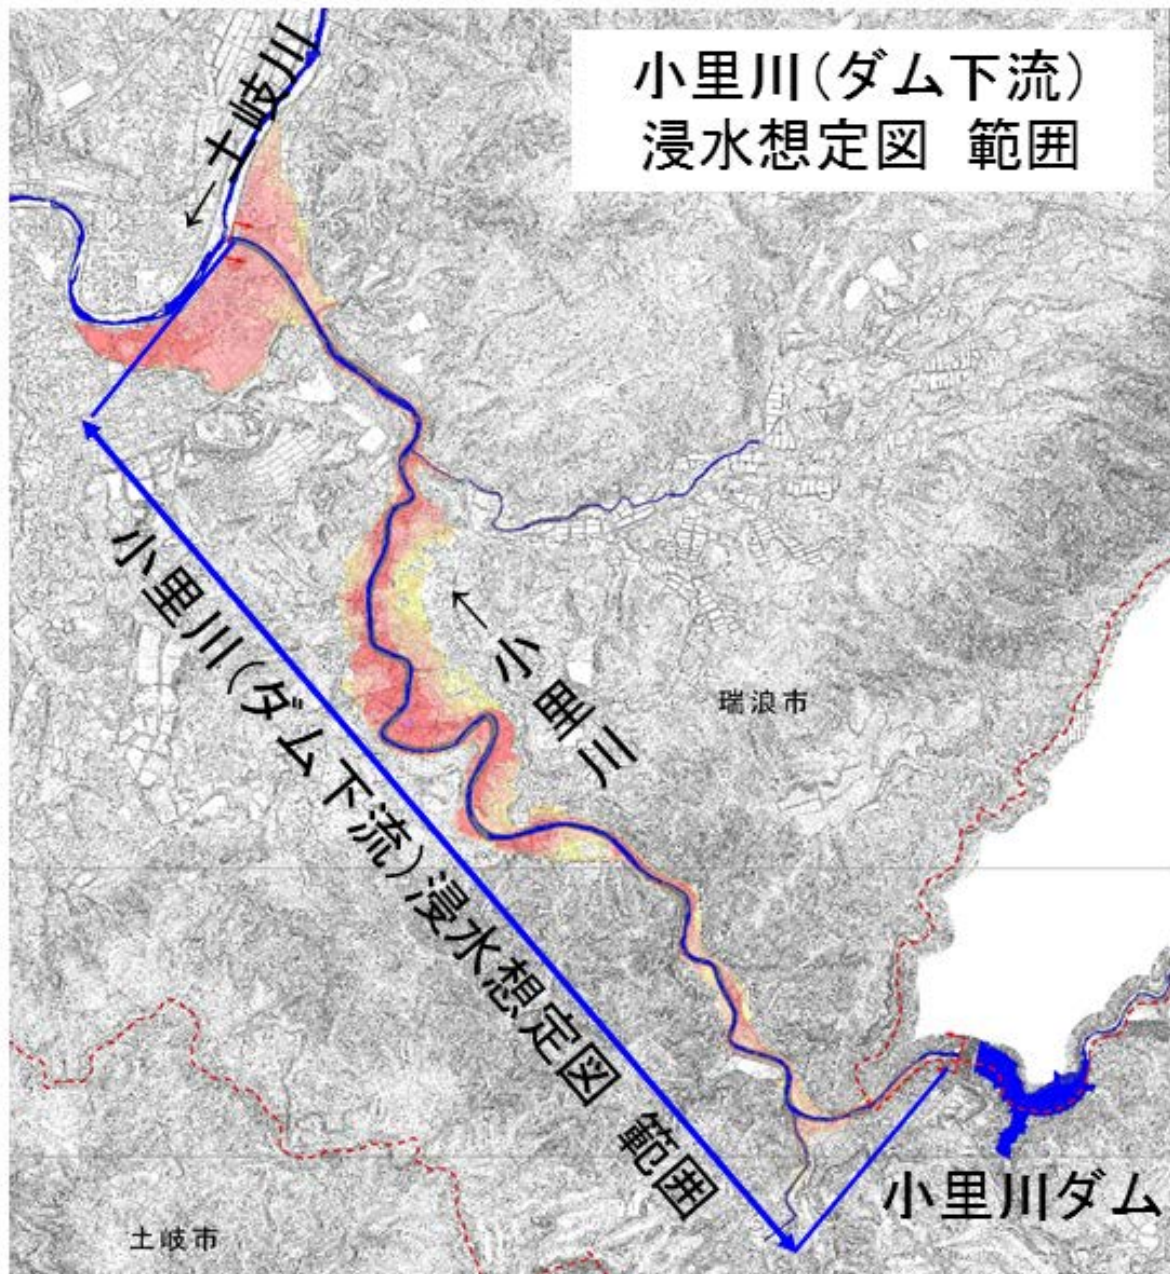 小里川（ダム下流）
浸水想定図　範囲
←土岐川
小里川（ダム下流）浸水想定図　範囲
←小里川
瑞浪市
小里川ダム
土岐市